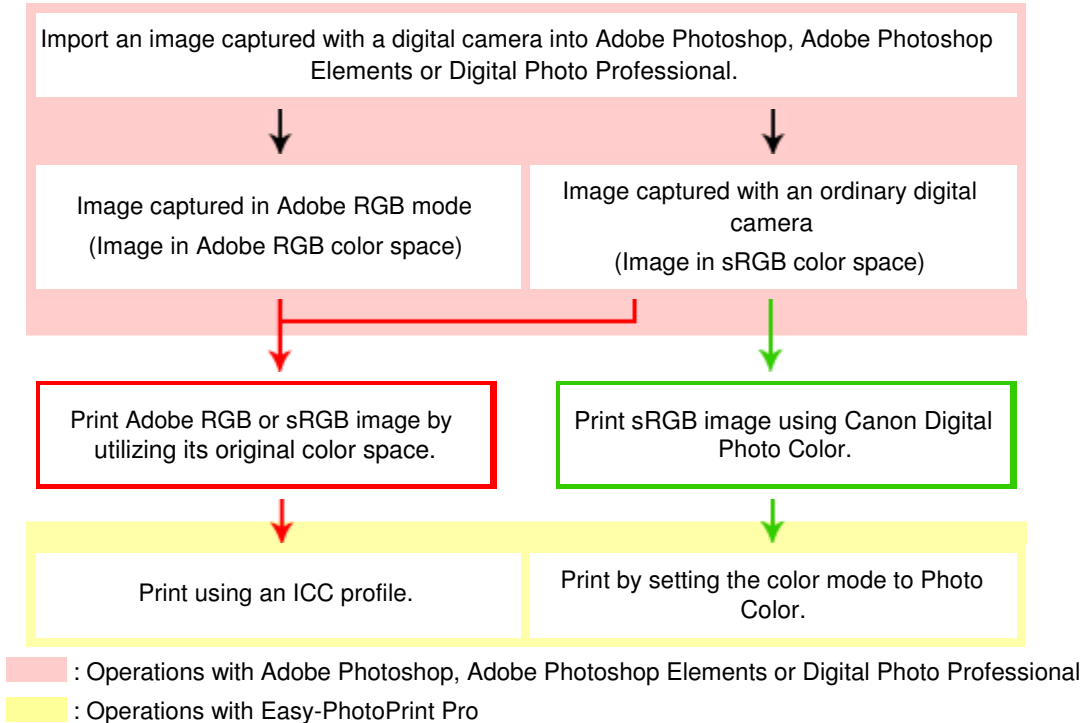 Import an image captured with a digital camera into Adobe Photoshop, Adobe Photoshop
Elements or Digital Photo Professional.
Image captured in Adobe RGB mode
(Image in Adobe RGB color space)
Image captured with an ordinary digital
camera
(Image in sRGB color space)
Print Adobe RGB or sRGB image by
utilizing its original color space.
Print sRGB image using Canon Digital
Photo Color.
Print using an ICC profile.
Print by setting the color mode to Photo
Color.
: Operations with Adobe Photoshop, Adobe Photoshop Elements or Digital Photo Professional
: Operations with Easy-PhotoPrint Pro